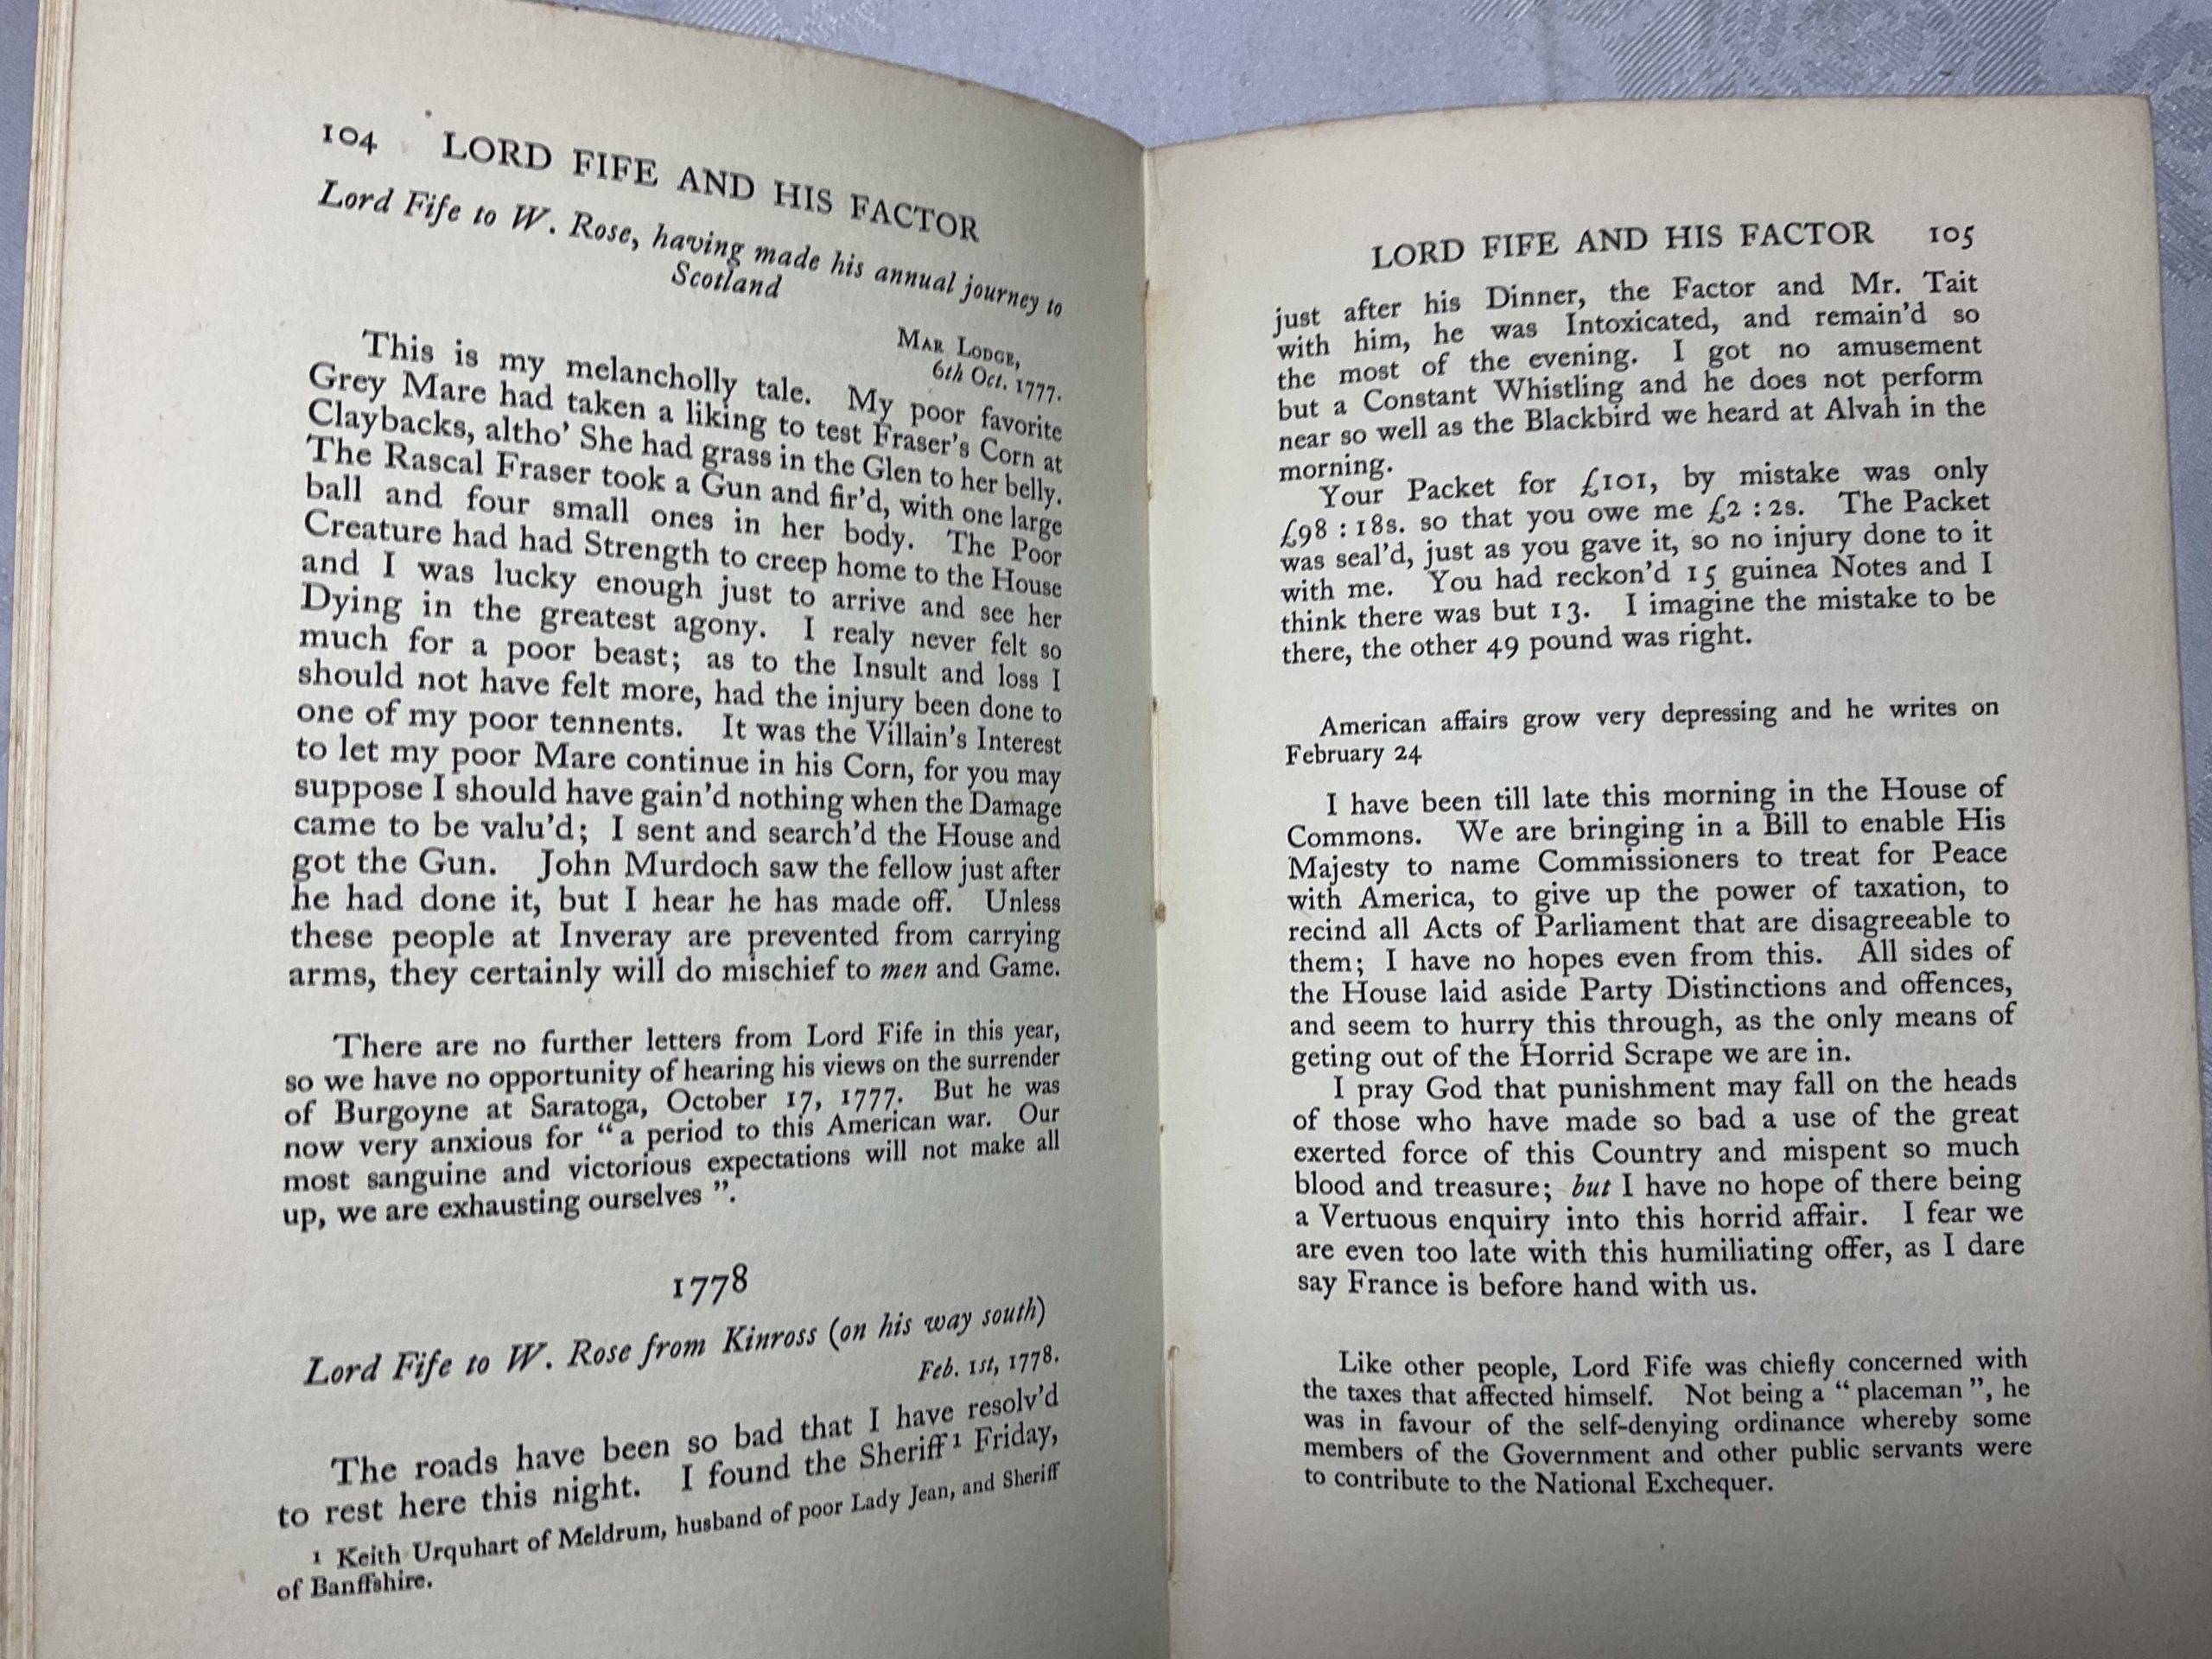 104 LORD FIFE AND HIS FACTOR
Lord Fife to W. Rose, having made his annual journey to
Scotland
MAR LODGE,
6th Oct. 1777.
This is my melancholly tale. My poor favorite
Grey Mare had taken a liking to test Fraser's Corn at
Claybacks, altho' She had grass in the Glen to her belly.
The Rascal Fraser took a Gun and fir'd, with one large
ball and four small ones in her body. The Poor
Creature had had Strength to creep home to the House
and I was lucky enough just to arrive and see her
Dying in the greatest agony. I realy never felt so
much for a poor beast; as to the Insult and loss I
should not have felt more, had the injury been done to
one of my poor tennents. It was the Villain's Interest
to let my poor Mare continue in his Corn, for you may
suppose I should have gain'd nothing when the Damage
came to be valu'd; I sent and search'd the House and
got the Gun. John Murdoch saw the fellow just after
he had done it, but I hear he has made off. Unless
these people at Inveray are prevented from carrying
arms, they certainly will do mischief to men and Game.
There are no further letters from Lord Fife in this year,
so we have no opportunity of hearing his views on the surrender
of Burgoyne at Saratoga, October 17, 1777. But he was
now very anxious for “a period to this American war. Our
most sanguine and victorious expectations will not make all
up, we are exhausting ourselves”.
1778
Lord Fife to W. Rose from Kinross (on his way south)
Feb. 1st, 1778.
The roads have been so bad that I have resolv'd
to rest here this night. I found the Sheriff¹ Friday,
¹ Keith Urquhart of Meldrum, husband of poor Lady Jean, and Sheriff
of Banffshire.
LORD FIFE AND HIS FACTOR 105
just after his Dinner, the Factor and Mr. Tait
with him, he was Intoxicated, and remain'd so
the most of the evening. I got no amusement
but a Constant Whistling and he does not perform
near so well as the Blackbird we heard at Alvah in the
morning.
Your Packet for £101, by mistake was only
£98 : 18s. so that you owe me £2 : 2s. The Packet
was seal'd, just as you gave it, so no injury done to it
with me. You had reckon'd 15 guinea Notes and I
think there was but 13. I imagine the mistake to be
there, the other 49 pound was right.
American affairs grow very depressing and he writes on
February 24
I have been till late this morning in the House of
Commons. We are bringing in a Bill to enable His
Majesty to name Commissioners to treat for Peace
with America, to give up the power of taxation, to
recind all Acts of Parliament that are disagreeable to
them; I have no hopes even from this. All sides of
the House laid aside Party Distinctions and offences,
and seem to hurry this through, as the only means of
geting out of the Horrid Scrape we are in.
I pray God that punishment may fall on the heads
of those who have made so bad a use of the great
exerted force of this Country and mispent so much
blood and treasure; but I have no hope of there being
a Vertuous enquiry into this horrid affair. I fear we
are even too late with this humiliating offer, as I dare
say France is before hand with us.
Like other people, Lord Fife was chiefly concerned with
the taxes that affected himself. Not being a “placeman”, he
was in favour of the self-denying ordinance whereby some
members of the Government and other public servants were
to contribute to the National Exchequer.